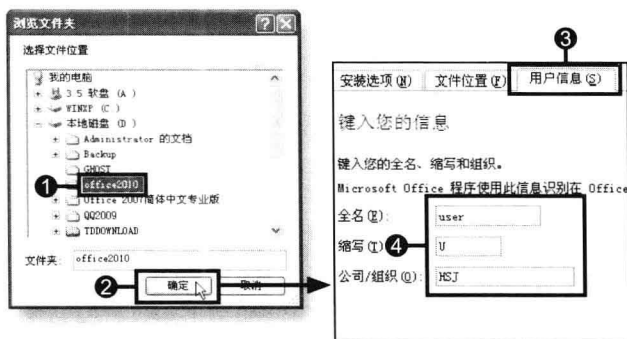 浏览文件夹
选择文件位置
我的电脑
3 5 软盘 (A )
WINXP (C )
本地磁盘 (D )
Administrator 的文档
Backup
GHOST
office2010
Office 2007简体中文专业版
QQ2009
TDDOWNLOAD
文件夹: office2010
确定
取消
1
2
3
安装选项(N)
文件位置(F)
用户信息(S)
键入您的信息
键入您的全名、缩写和组织。
Microsoft Office 程序使用此信息识别在 Office
全名(E): user
缩写(I) U
4
公司/组织(O): HSJ